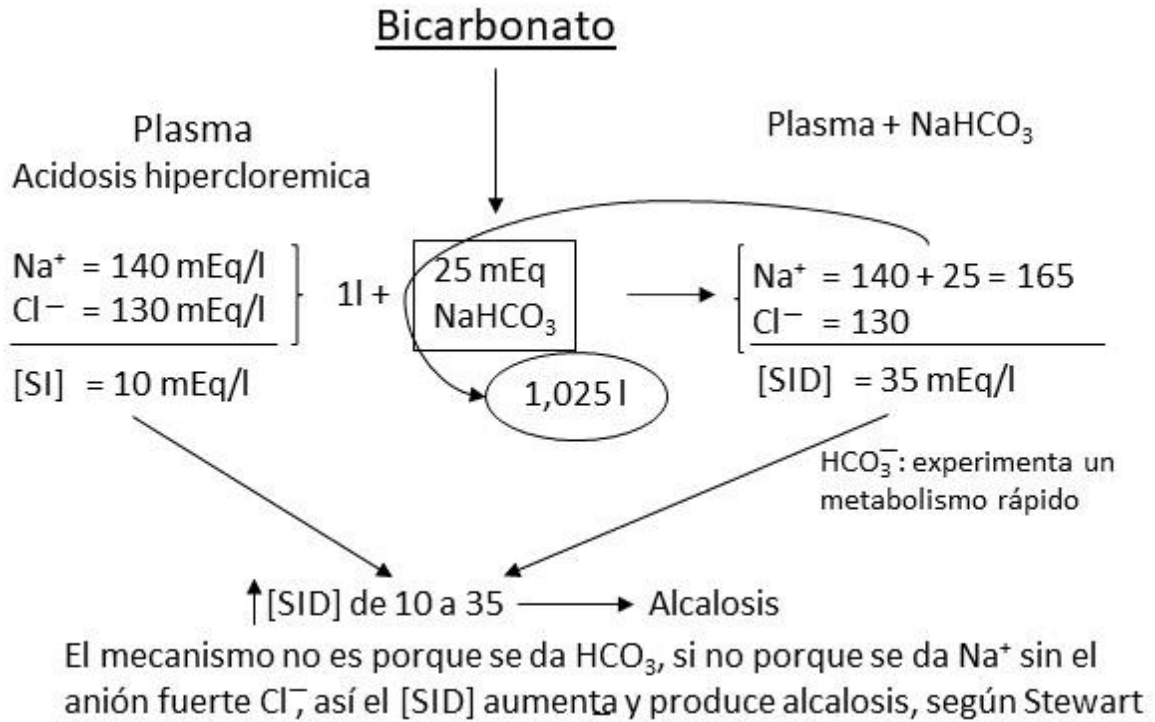 Bicarbonato
Plasma
Acidosis hipercloremica
Plasma + NaHCO₃
Na⁺ = 140 mEq/l
Cl⁻ = 130 mEq/l
1l +
25 mEq
NaHCO₃
Na⁺ = 140 + 25 = 165
Cl⁻ = 130
[SI] = 10 mEq/l
1,025 l
[SID] = 35 mEq/l
HCO₃⁻: experimenta un
metabolismo rápido
[SID] de 10 a 35
Alcalosis
El mecanismo no es porque se da HCO₃, si no porque se da Na⁺ sin el
anión fuerte Cl⁻, así el [SID] aumenta y produce alcalosis, según Stewart